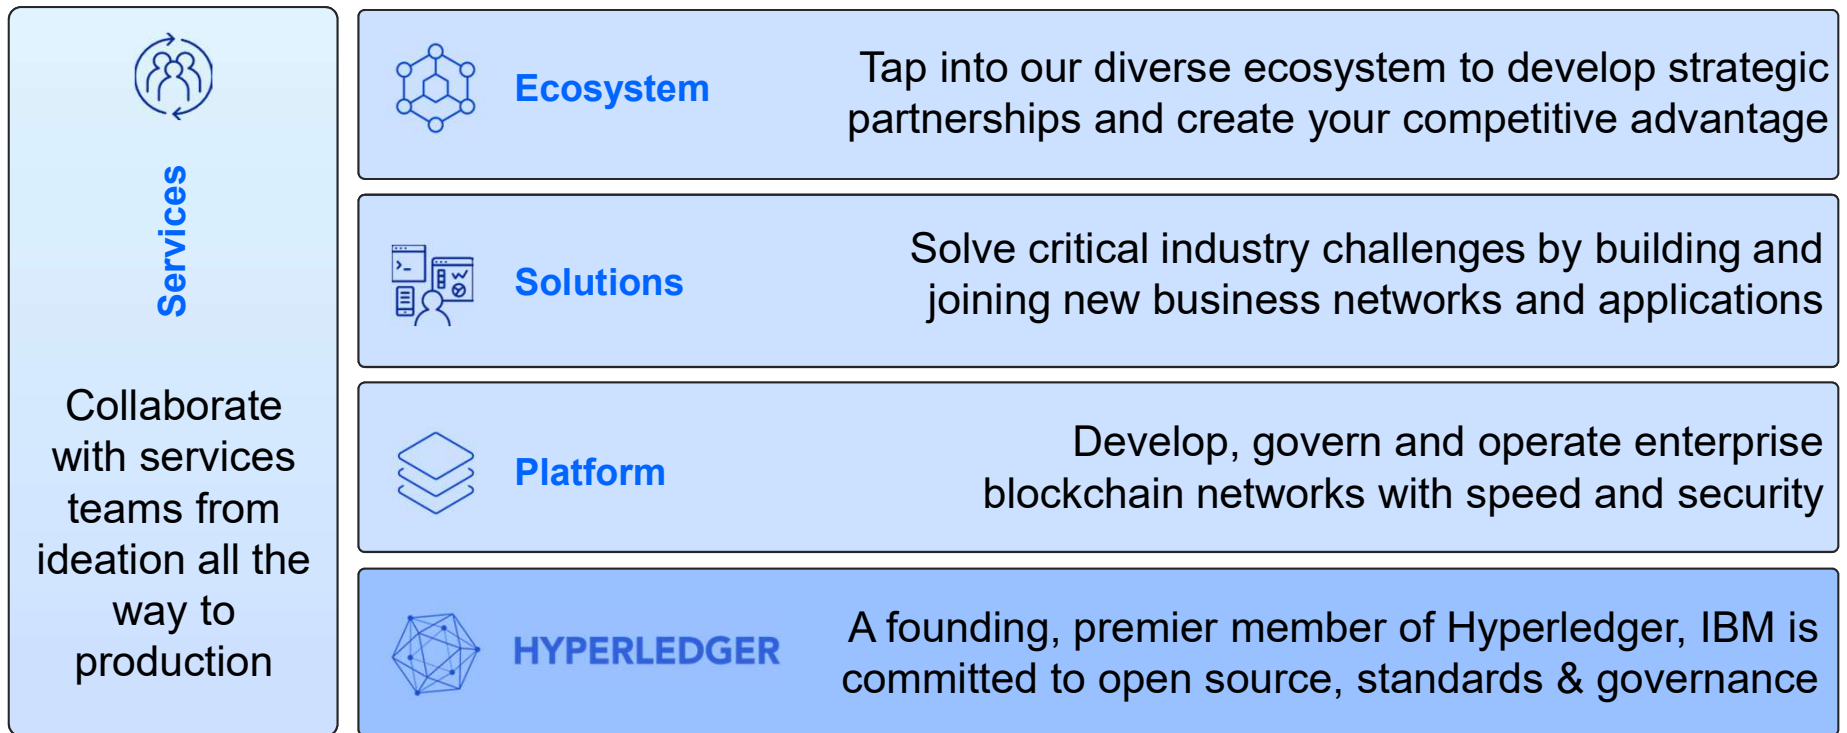 Services
Collaborate
with services
teams from
ideation all the
way to
production
Ecosystem
Tap into our diverse ecosystem to develop strategic
partnerships and create your competitive advantage
Solutions
Solve critical industry challenges by building and
joining new business networks and applications
Platform
Develop, govern and operate enterprise
blockchain networks with speed and security
HYPERLEDGER
A founding, premier member of Hyperledger, IBM is
committed to open source, standards & governance